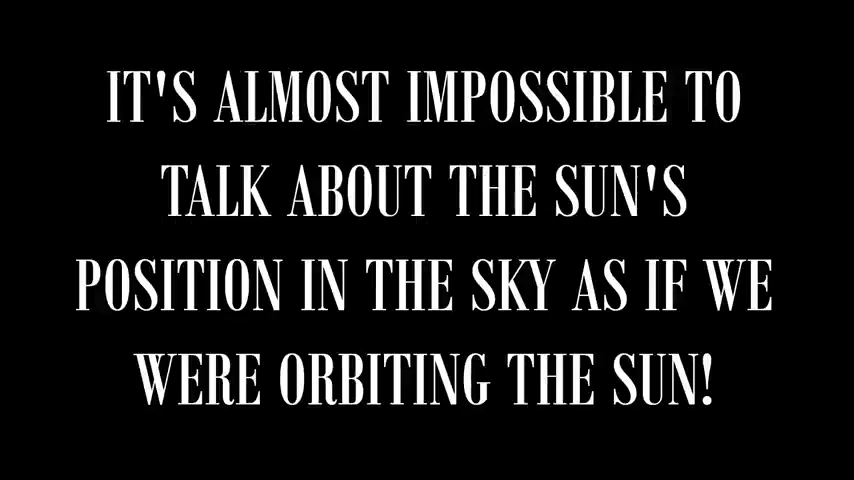 IT'S ALMOST IMPOSSIBLE TO
TALK ABOUT THE SUN'S
POSITION IN THE SKY AS IF WE
WERE ORBITING THE SUN!